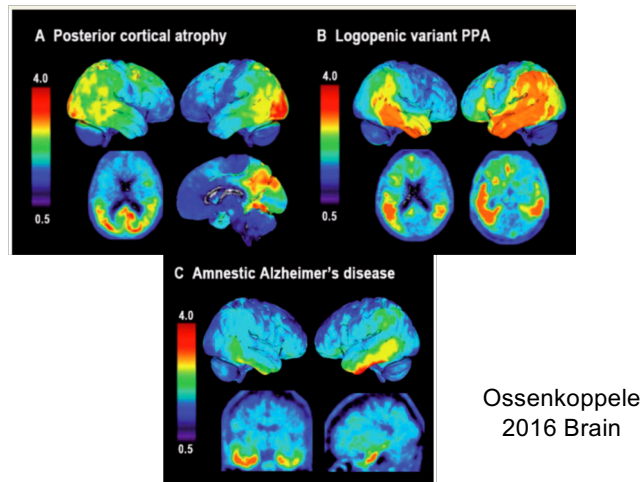 A Posterior cortical atrophy
4.0
0.5
B Logopenic variant PPA
4.0
0.5
C Amnestic Alzheimer's disease
4.0
0.5
Ossenkoppele
2016 Brain